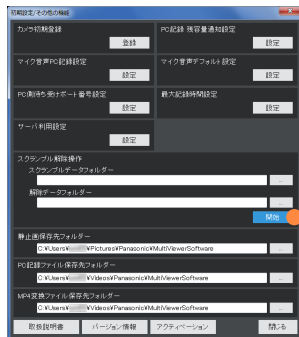 初期設定/その他の機能
カメラ初期登録
登録
PC記録 残容量通知設定
設定
マイク音声PC記録設定
設定
マイク音声デフォルト設定
設定
PC側待ち受けポート番号設定
設定
最大記録時間設定
設定
サーバ利用設定
設定
スクランブル解除操作
スクランブルデータフォルダー
...
解除データフォルダー
...
開始
静止画保存先フォルダー
C:¥Users¥ ¥Pictures¥Panasonic¥MultiViewerSoftware
...
PC記録ファイル保存先フォルダー
C:¥Users¥ ¥Videos¥Panasonic¥MultiViewerSoftware
...
MP4変換ファイル保存先フォルダー
C:¥Users¥ ¥Videos¥Panasonic¥MultiViewerSoftware
...
取扱説明書 バージョン情報 アクティベーション 閉じる